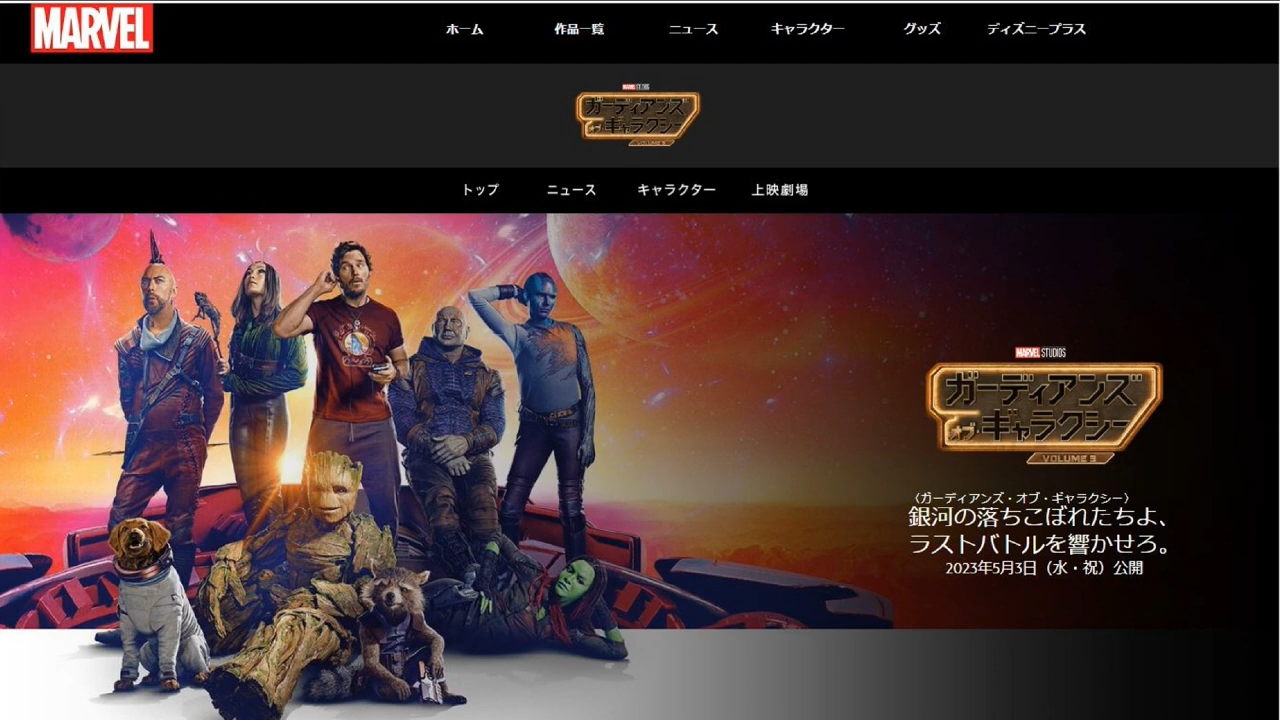 MARVEL
ホーム 作品一覧 ニュース キャラクター グッズ ディズニープラス
MARVEL STUDIOS
ガーディアンズ
オブ・ギャラクシー
VOLUME 3
トップ ニュース キャラクター 上映劇場
MARVEL STUDIOS
ガーディアンズ
オブ・ギャラクシー
VOLUME 3
〈ガーディアンズ・オブ・ギャラクシー〉
銀河の落ちこぼれたちよ、
ラストバトルを響かせろ。
2023年5月3日（水・祝）公開